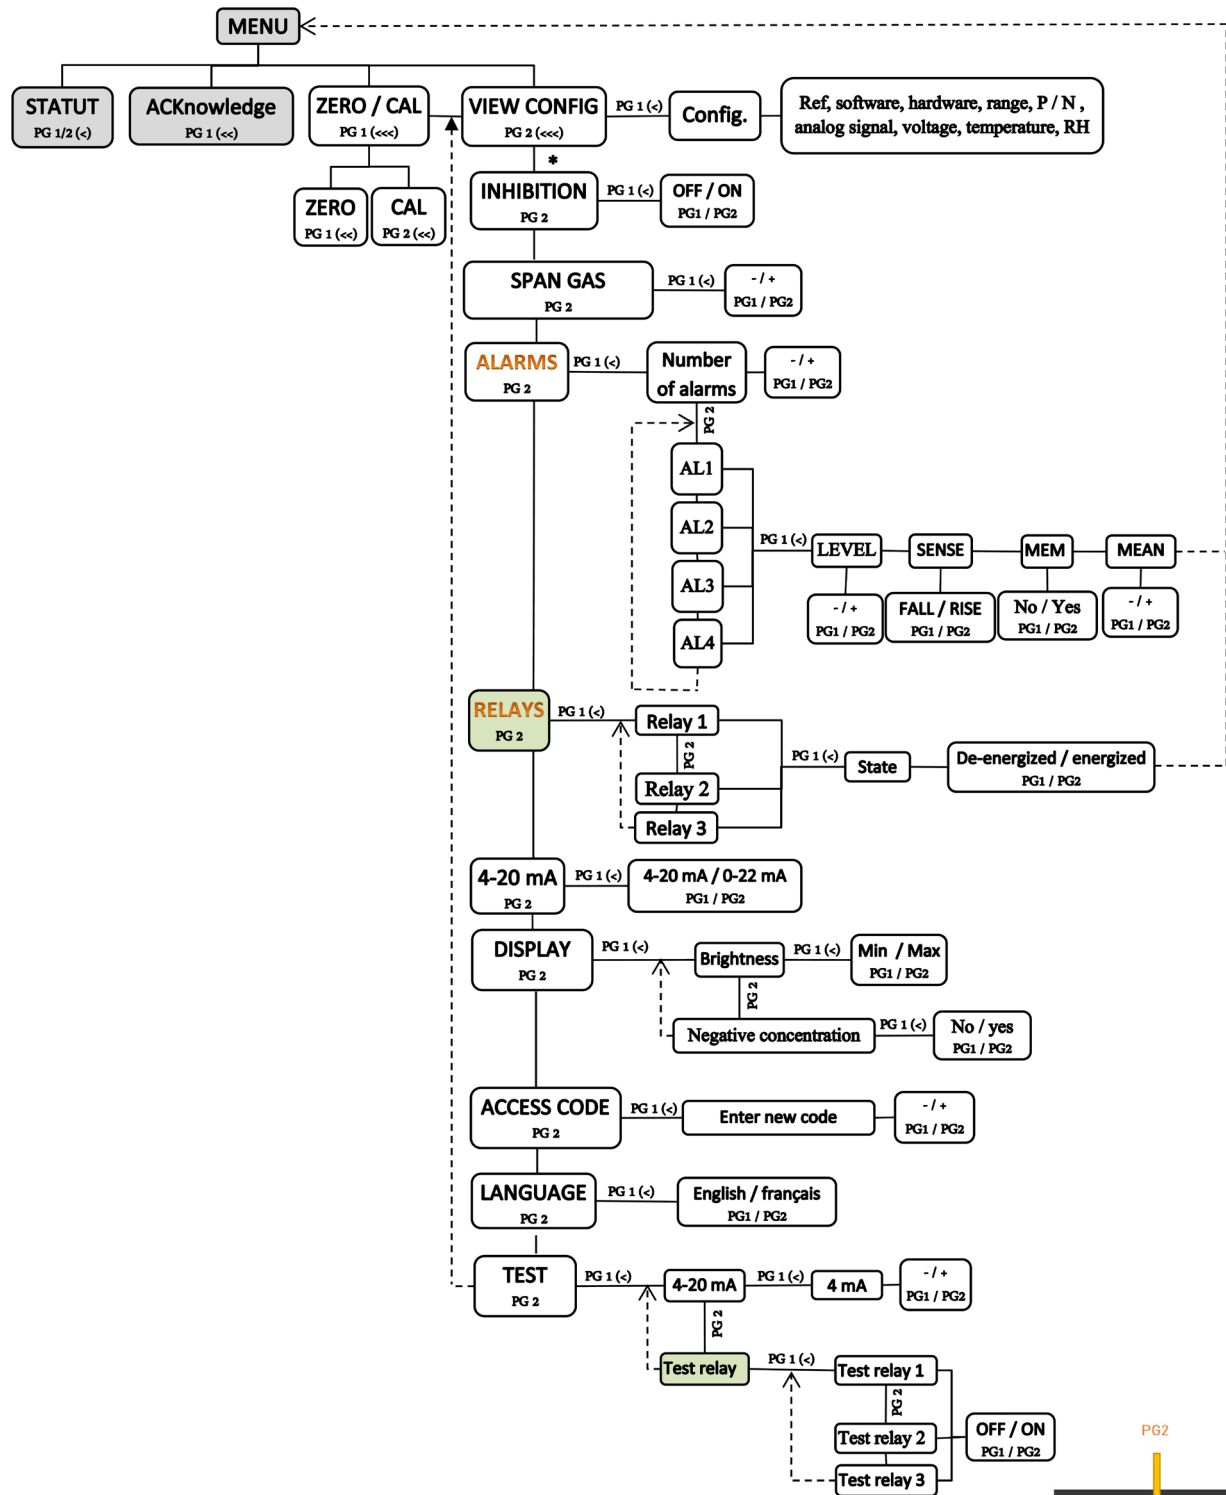 MENU
STATUT
PG 1/2 (<)
ACKnowledge
PG 1 (<<)
ZERO / CAL
PG 1 (<<<)
VIEW CONFIG
PG 2 (<<<)
PG 1 (<)
Config.
Ref, software, hardware, range, P / N ,
analog signal, voltage, temperature, RH
*
ZERO
PG 1 (<<)
CAL
PG 2 (<<)
INHIBITION
PG 2
PG 1 (<)
OFF / ON
PG1 / PG2
SPAN GAS
PG 2
PG 1 (<)
- / +
PG1 / PG2
ALARMS
PG 2
PG 1 (<)
Number
of alarms
- / +
PG1 / PG2
PG 2
AL1
AL2
AL3
AL4
PG 1 (<)
LEVEL
SENSE
MEM
MEAN
- / +
PG1 / PG2
FALL / RISE
PG1 / PG2
No / Yes
PG1 / PG2
- / +
PG1 / PG2
RELAYS
PG 2
PG 1 (<)
Relay 1
PG 2
Relay 2
Relay 3
PG 1 (<)
State
De-energized / energized
PG1 / PG2
4-20 mA
PG 2
PG 1 (<)
4-20 mA / 0-22 mA
PG1 / PG2
DISPLAY
PG 2
PG 1 (<)
Brightness
PG 1 (<)
Min / Max
PG1 / PG2
PG 2
Negative concentration
PG 1 (<)
No / yes
PG1 / PG2
ACCESS CODE
PG 2
PG 1 (<)
Enter new code
- / +
PG1 / PG2
LANGUAGE
PG 2
PG 1 (<)
English / français
PG1 / PG2
TEST
PG 2
PG 1 (<)
4-20 mA
PG 1 (<)
4 mA
- / +
PG1 / PG2
PG 2
Test relay
PG 1 (<)
Test relay 1
PG 2
Test relay 2
Test relay 3
OFF / ON
PG1 / PG2
PG2